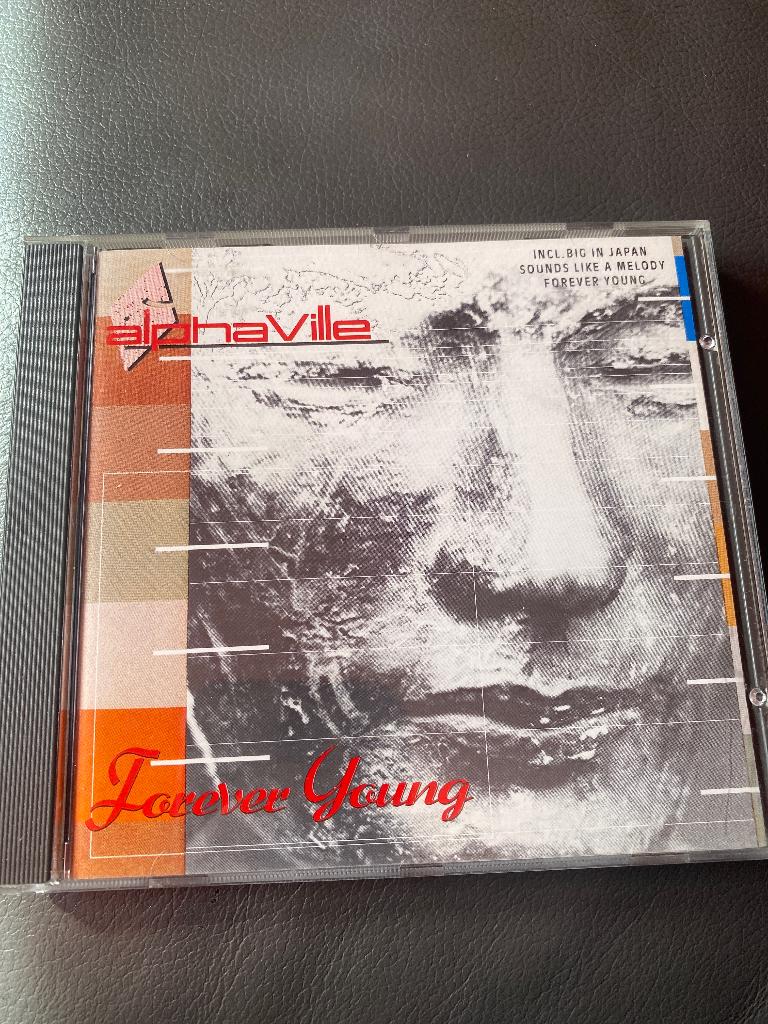 INCL.BIG IN JAPAN
SOUNDS LIKE A MELODY
FOREVER YOUNG
alphaville
Forever Young